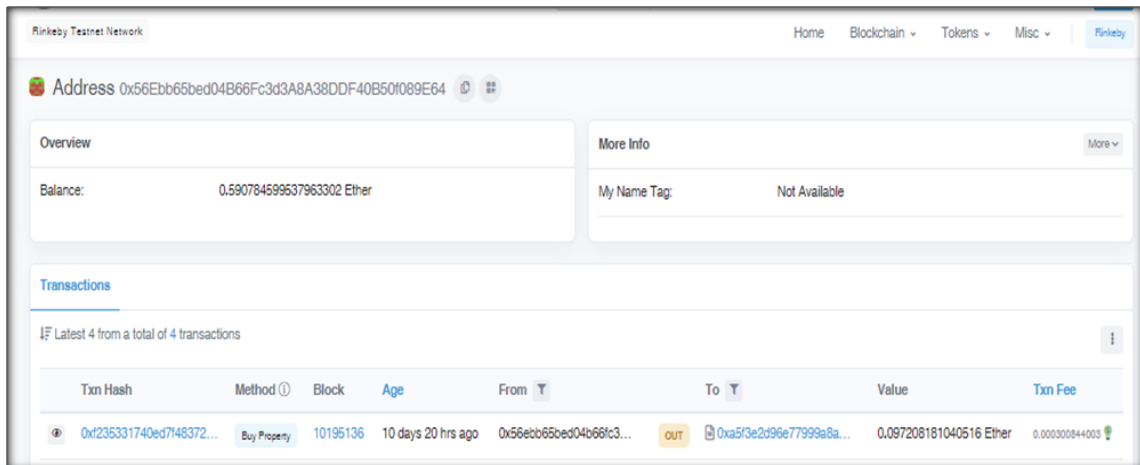 Rinkeby Testnet Network
Home Blockchain Tokens Misc Rinkeby
Address 0x56Ebb65bed04B66Fc3d3A8A38DDF40B50f089E64
Overview
Balance: 0.590784599537963302 Ether
More Info More
My Name Tag: Not Available
Transactions
Latest 4 from a total of 4 transactions
Txn Hash Method Block Age From To Value Txn Fee
0xf235331740ed7f48372... Buy Property 10195136 10 days 20 hrs ago 0x56ebb65bed04b66fc3... OUT 0xa5f3e2d96e77999a8a... 0.097208181040516 Ether 0.000300844003